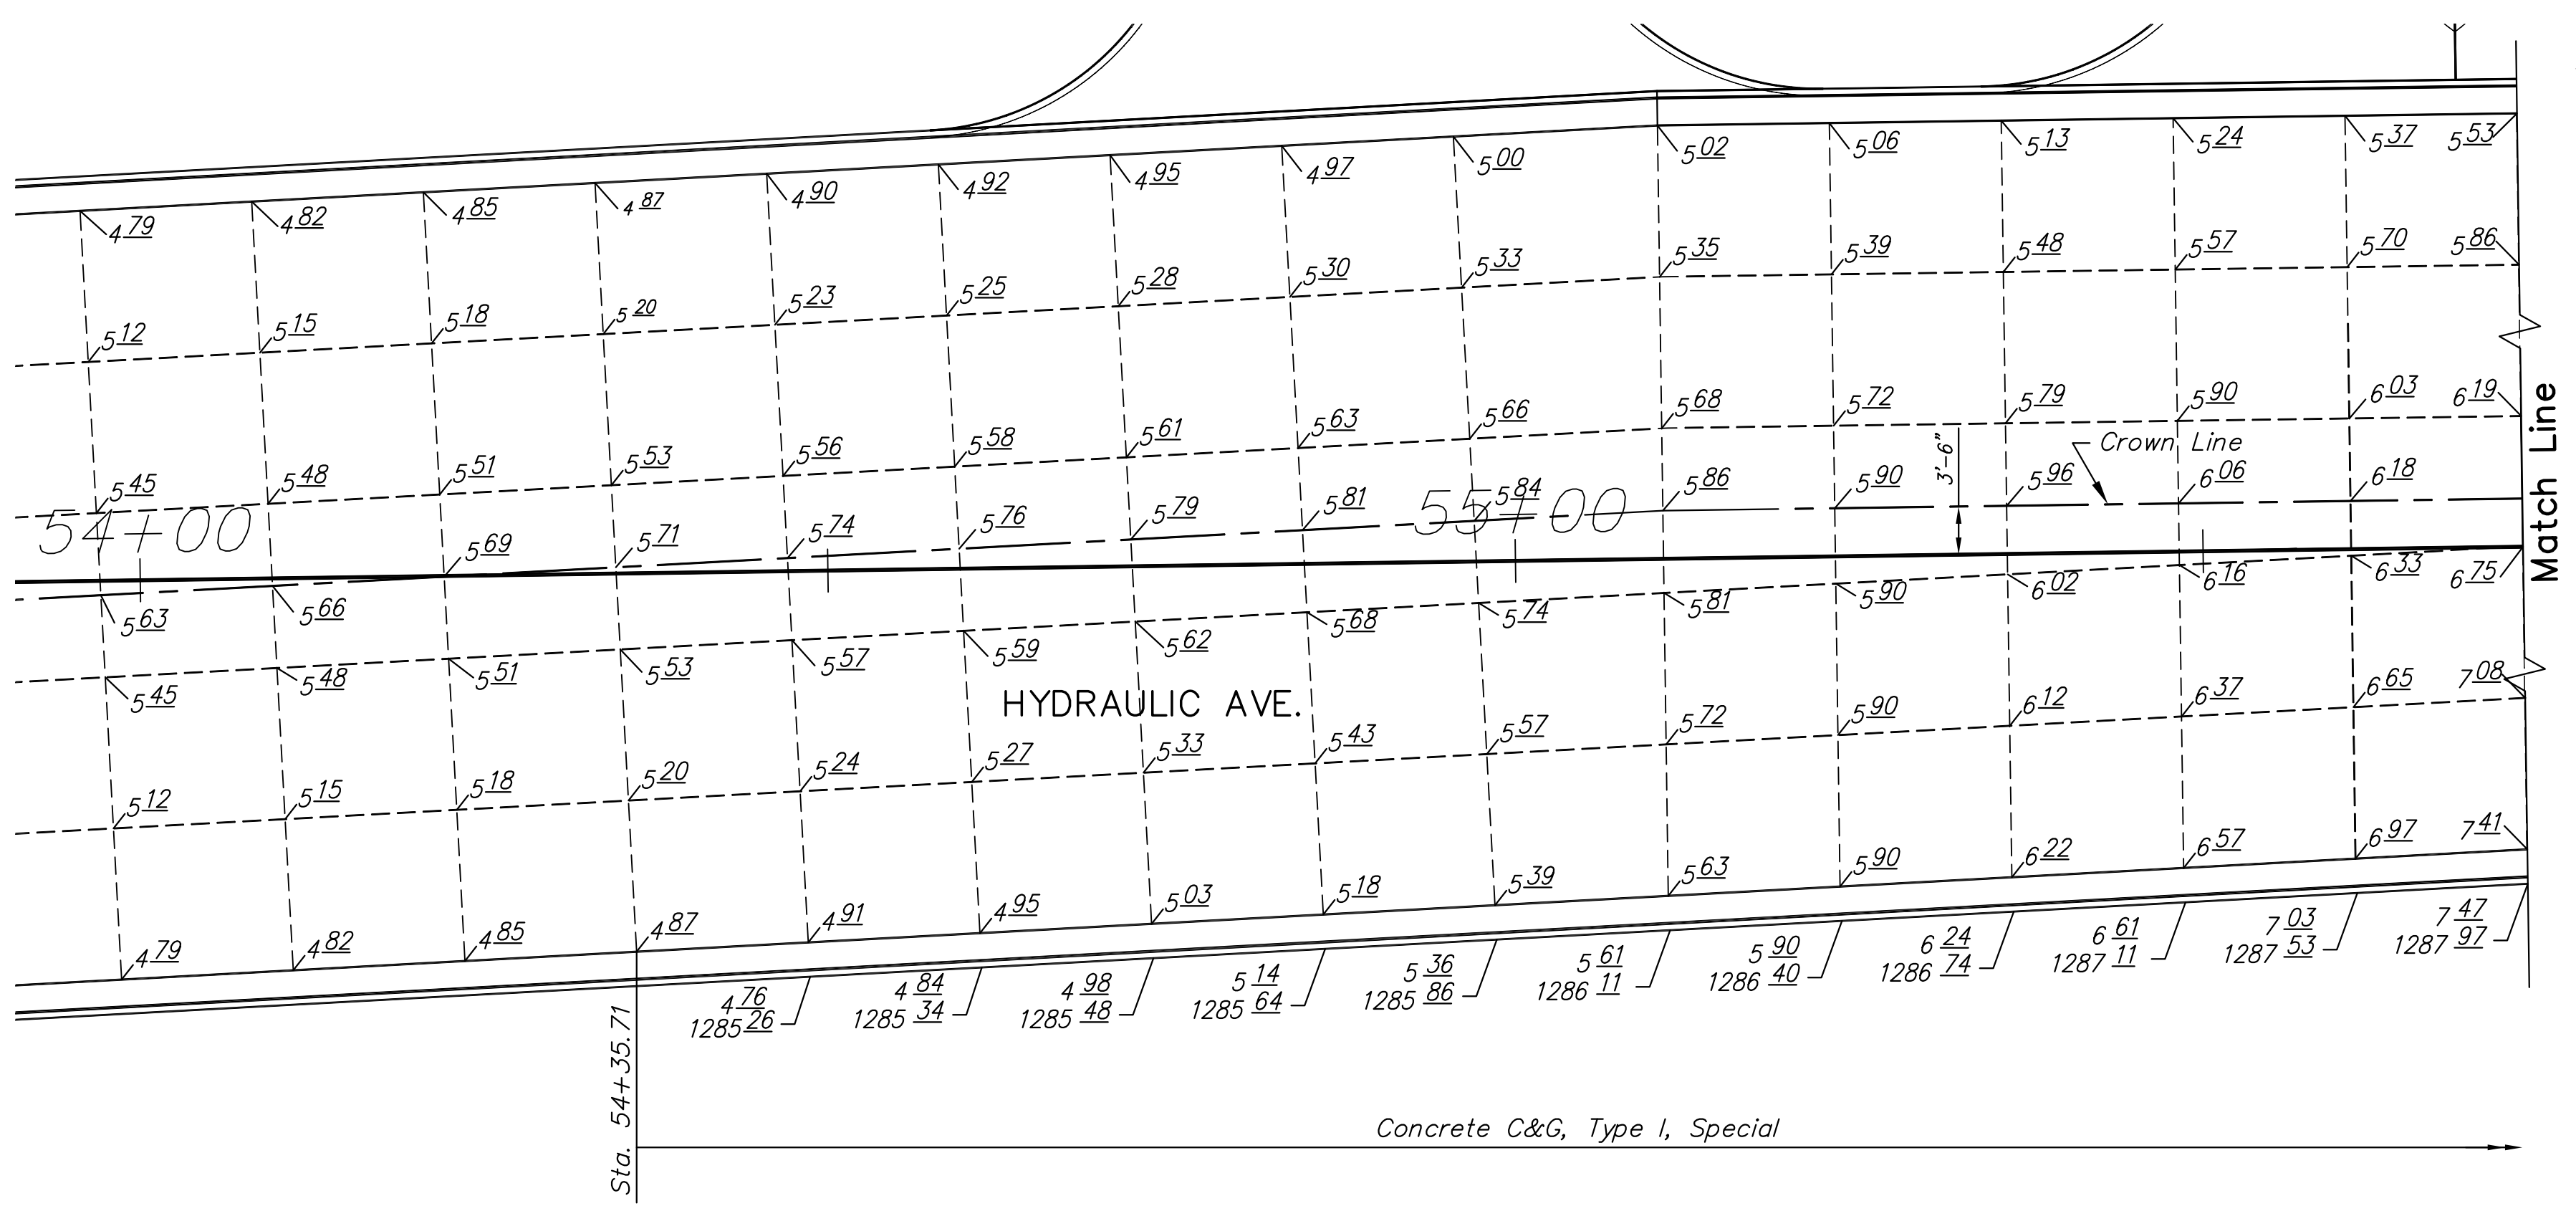 4 79 4 82 4 85 4 87 4 90 4 92 4 95 4 97 5 00 5 02 5 06 5 13 5 24 5 37 5 53
5 12 5 15 5 18 5 20 5 23 5 25 5 28 5 30 5 33 5 35 5 39 5 48 5 57 5 70 5 86
5 45 5 48 5 51 5 53 5 56 5 58 5 61 5 63 5 66 5 68 5 72 5 79 5 90 6 03 6 19
Crown Line
3'-6"
54+00 55+00
5 63 5 66 5 69 5 71 5 74 5 76 5 79 5 81 5 84 5 86 5 90 5 96 6 06 6 18
Match Line
5 45 5 48 5 51 5 53 5 57 5 59 5 62 5 68 5 74 5 81 5 90 6 02 6 16 6 33 6 75
HYDRAULIC AVE.
5 12 5 15 5 18 5 20 5 24 5 27 5 33 5 43 5 57 5 72 5 90 6 12 6 37 6 65 7 08
4 79 4 82 4 85 4 87 4 91 4 95 5 03 5 18 5 39 5 63 5 90 6 22 6 57 6 97 7 41
4 76 4 84 4 98 5 14 5 36 5 61 5 90 6 24 6 61 7 03 7 47
1285 26 1285 34 1285 48 1285 64 1285 86 1286 11 1286 40 1286 74 1287 11 1287 53 1287 97
Sta. 54+35.71
Concrete C&G, Type I, Special